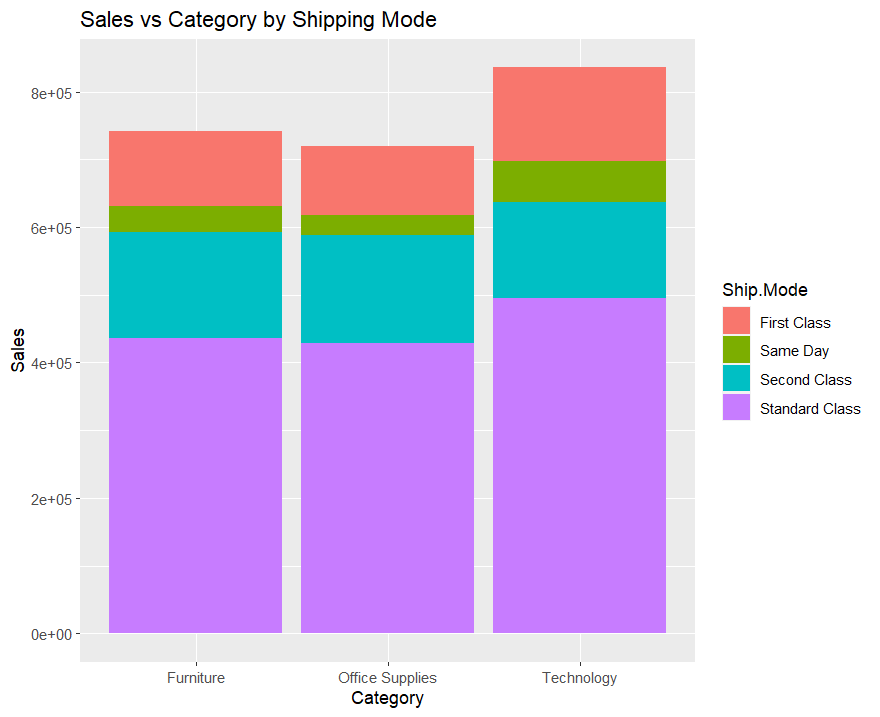 Sales vs Category by Shipping Mode
Sales
8e+05
6e+05
4e+05
2e+05
0e+00
Furniture
Office Supplies
Technology
Category
Ship.Mode
First Class
Same Day
Second Class
Standard Class